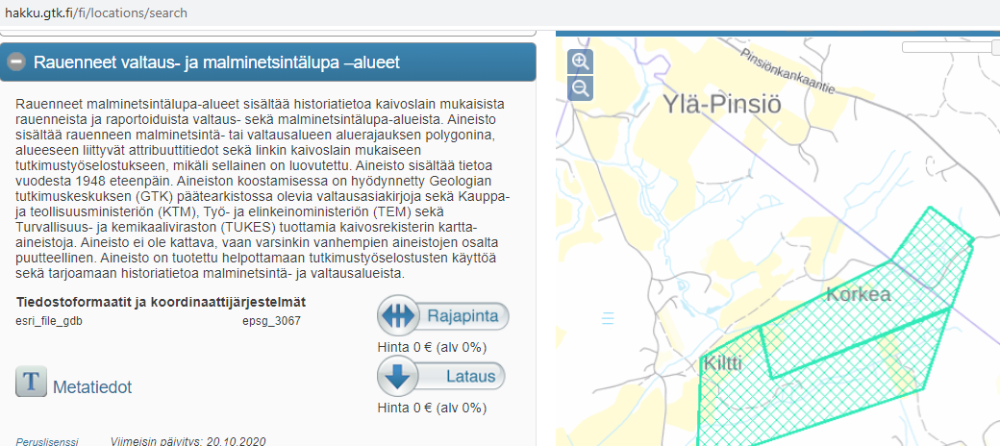 hakku.gtk.fi/fi/locations/search
Rauenneet valtaus- ja malminetsintälupa –alueet
Rauenneet malminetsintälupa-alueet sisältää historiatietoa kaivoslain mukaisista
rauenneista ja raportoiduista valtaus- sekä malminetsintälupa-alueista. Aineisto
sisältää rauenneen malminetsintä- tai valtausalueen aluerajauksen polygonina,
alueeseen liittyvät attribuuttitiedot sekä linkin kaivoslain mukaiseen
tutkimustyöselostukseen, mikäli sellainen on luovutettu. Aineisto sisältää tietoa
vuodesta 1948 eteenpäin. Aineiston koostamisessa on hyödynnetty Geologian
tutkimuskeskuksen (GTK) päätearkistossa olevia valtausasiakirjoja sekä Kauppa-
ja teollisuusministeriön (KTM), Työ- ja elinkeinoministeriön (TEM) sekä
Turvallisuus- ja kemikaaliviraston (TUKES) tuottamia kaivosrekisterin kartta-
aineistoja. Aineisto ei ole kattava, vaan varsinkin vanhempien aineistojen osalta
puutteellinen. Aineisto on tuotettu helpottamaan tutkimustyöselostusten käyttöä
sekä tarjoamaan historiatietoa malminetsintä- ja valtausalueista.
Tiedostoformaatit ja koordinaattijärjestelmät
esri_file_gdb epsg_3067
Rajapinta
Hinta 0 € (alv 0%)
T Metatiedot
Lataus
Hinta 0 € (alv 0%)
Peruslisenssi Viimeisin päivitys: 20.10.2020
Pinsiönkankaantie
Ylä-Pinsiö
Korkea
Kiltti